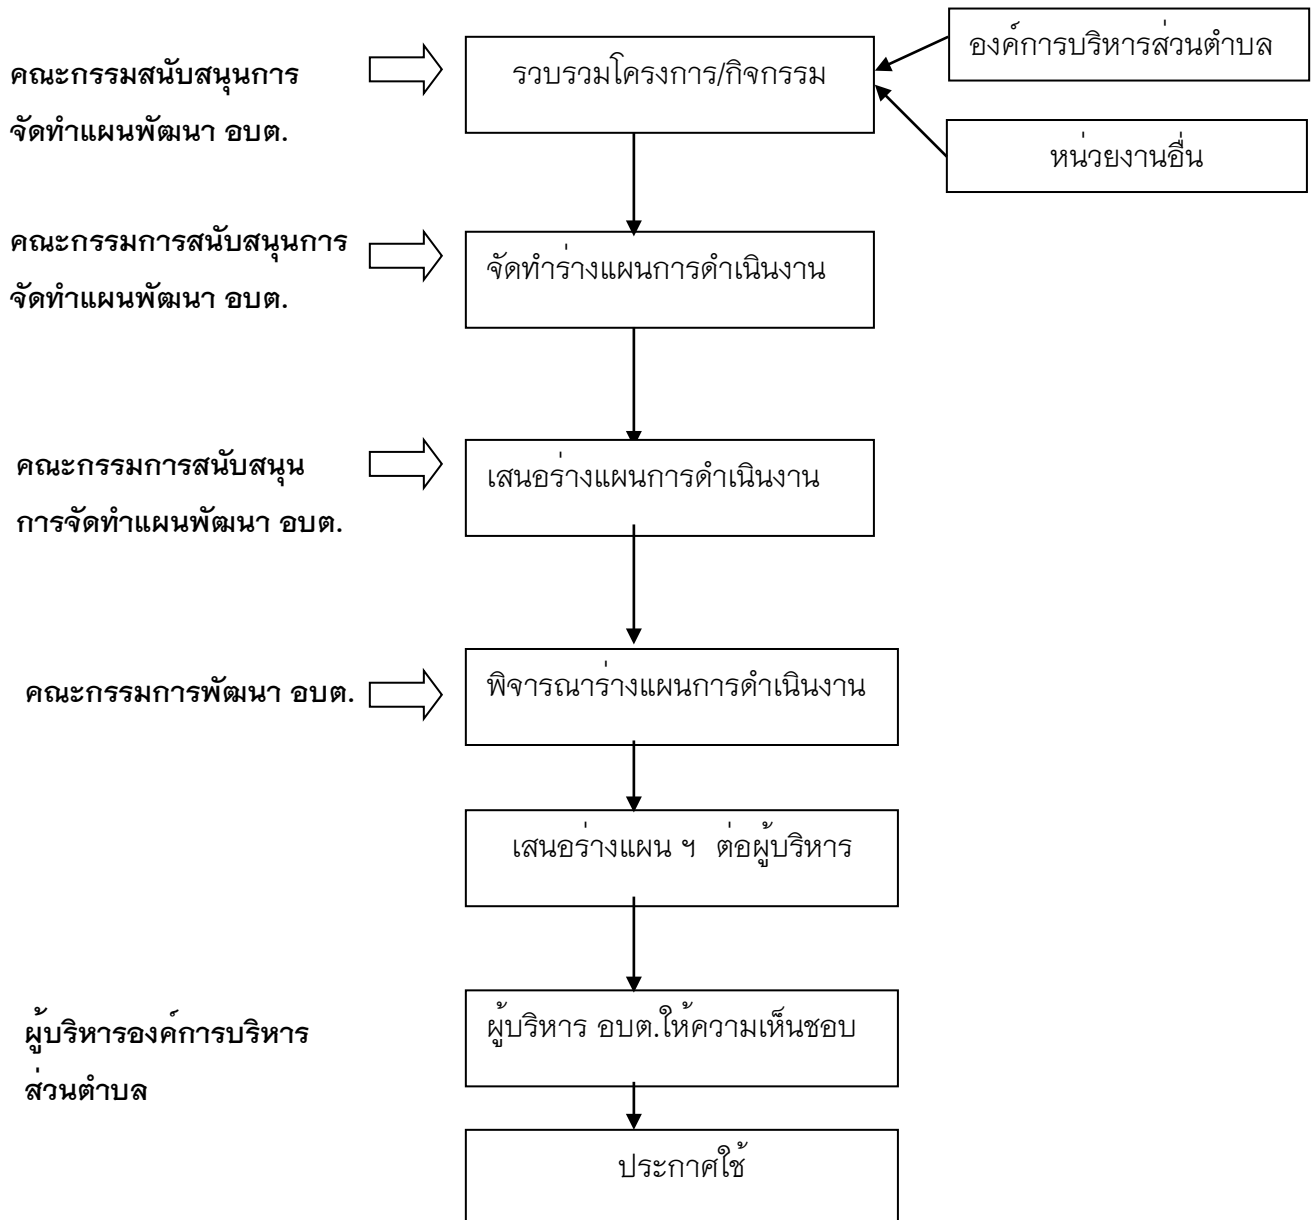 องค์การบริหารส่วนตำบล
คณะกรรมสนับสนุนการ
จัดทำแผนพัฒนา อบต.
รวบรวมโครงการ/กิจกรรม
หน่วยงานอื่น
คณะกรรมการสนับสนุนการ
จัดทำแผนพัฒนา อบต.
จัดทำร่างแผนการดำเนินงาน
คณะกรรมการสนับสนุน
การจัดทำแผนพัฒนา อบต.
เสนอร่างแผนการดำเนินงาน
คณะกรรมการพัฒนา อบต.
พิจารณาร่างแผนการดำเนินงาน
เสนอร่างแผน ฯ ต่อผู้บริหาร
ผู้บริหารองค์การบริหาร
ส่วนตำบล
ผู้บริหาร อบต.ให้ความเห็นชอบ
ประกาศใช้